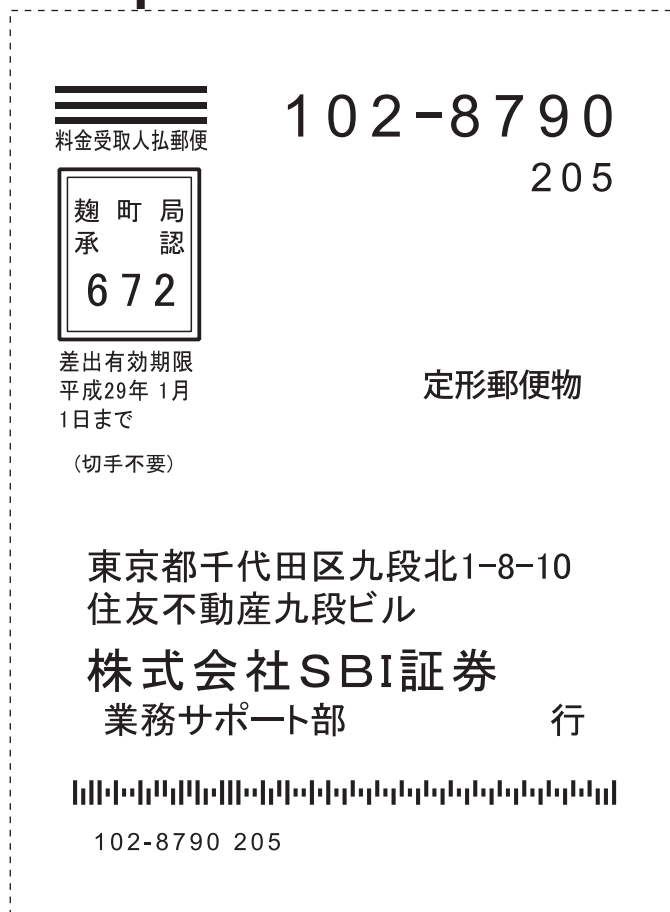 102-8790
205
料金受取人払郵便
麹町局
承認
672
差出有効期限
平成29年 1月
1日まで
(切手不要)
定形郵便物
東京都千代田区九段北1-8-10
住友不動産九段ビル
株式会社SBI証券
業務サポート部 行
102-8790 205